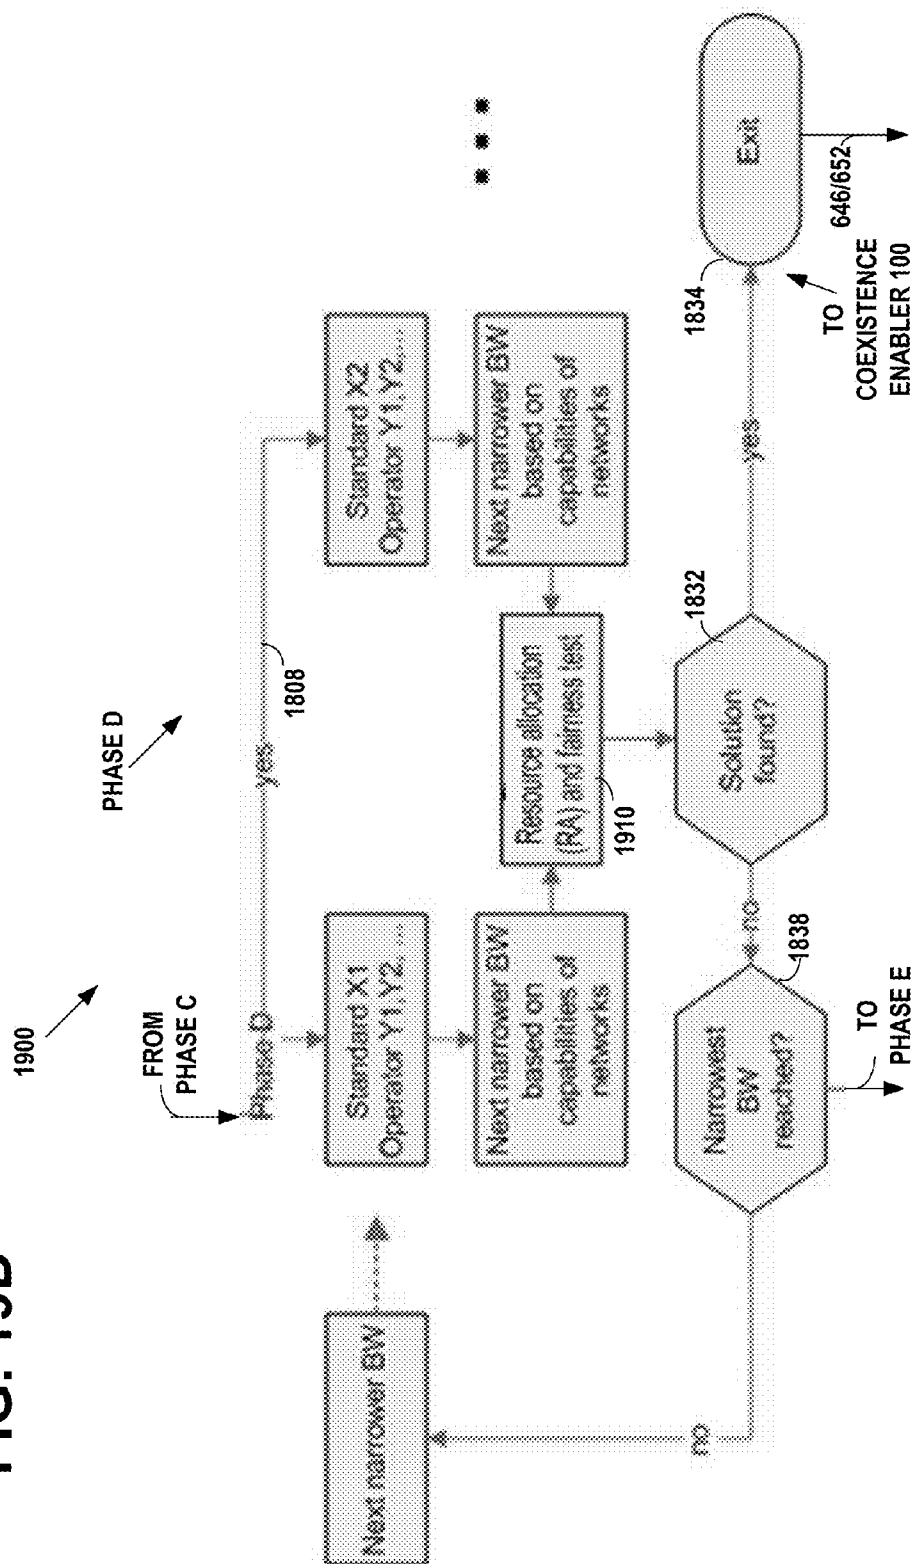 1900
PHASE D
FROM
PHASE C
Phase D
yes
1808
Standard X1
Operator Y1,Y2, ...
Standard X2
Operator Y1,Y2,....
Next narrower BW
Next narrower BW
based on
capabilities of
networks
Next narrower BW
based on
capabilities of
networks
Resource allocation
(RA) and fairness test
1910
no
Narrowest
BW
reached?
1838
no
Solution
found?
1832
yes
1834
Exit
TO
PHASE E
TO
COEXISTENCE
ENABLER 100
646/652